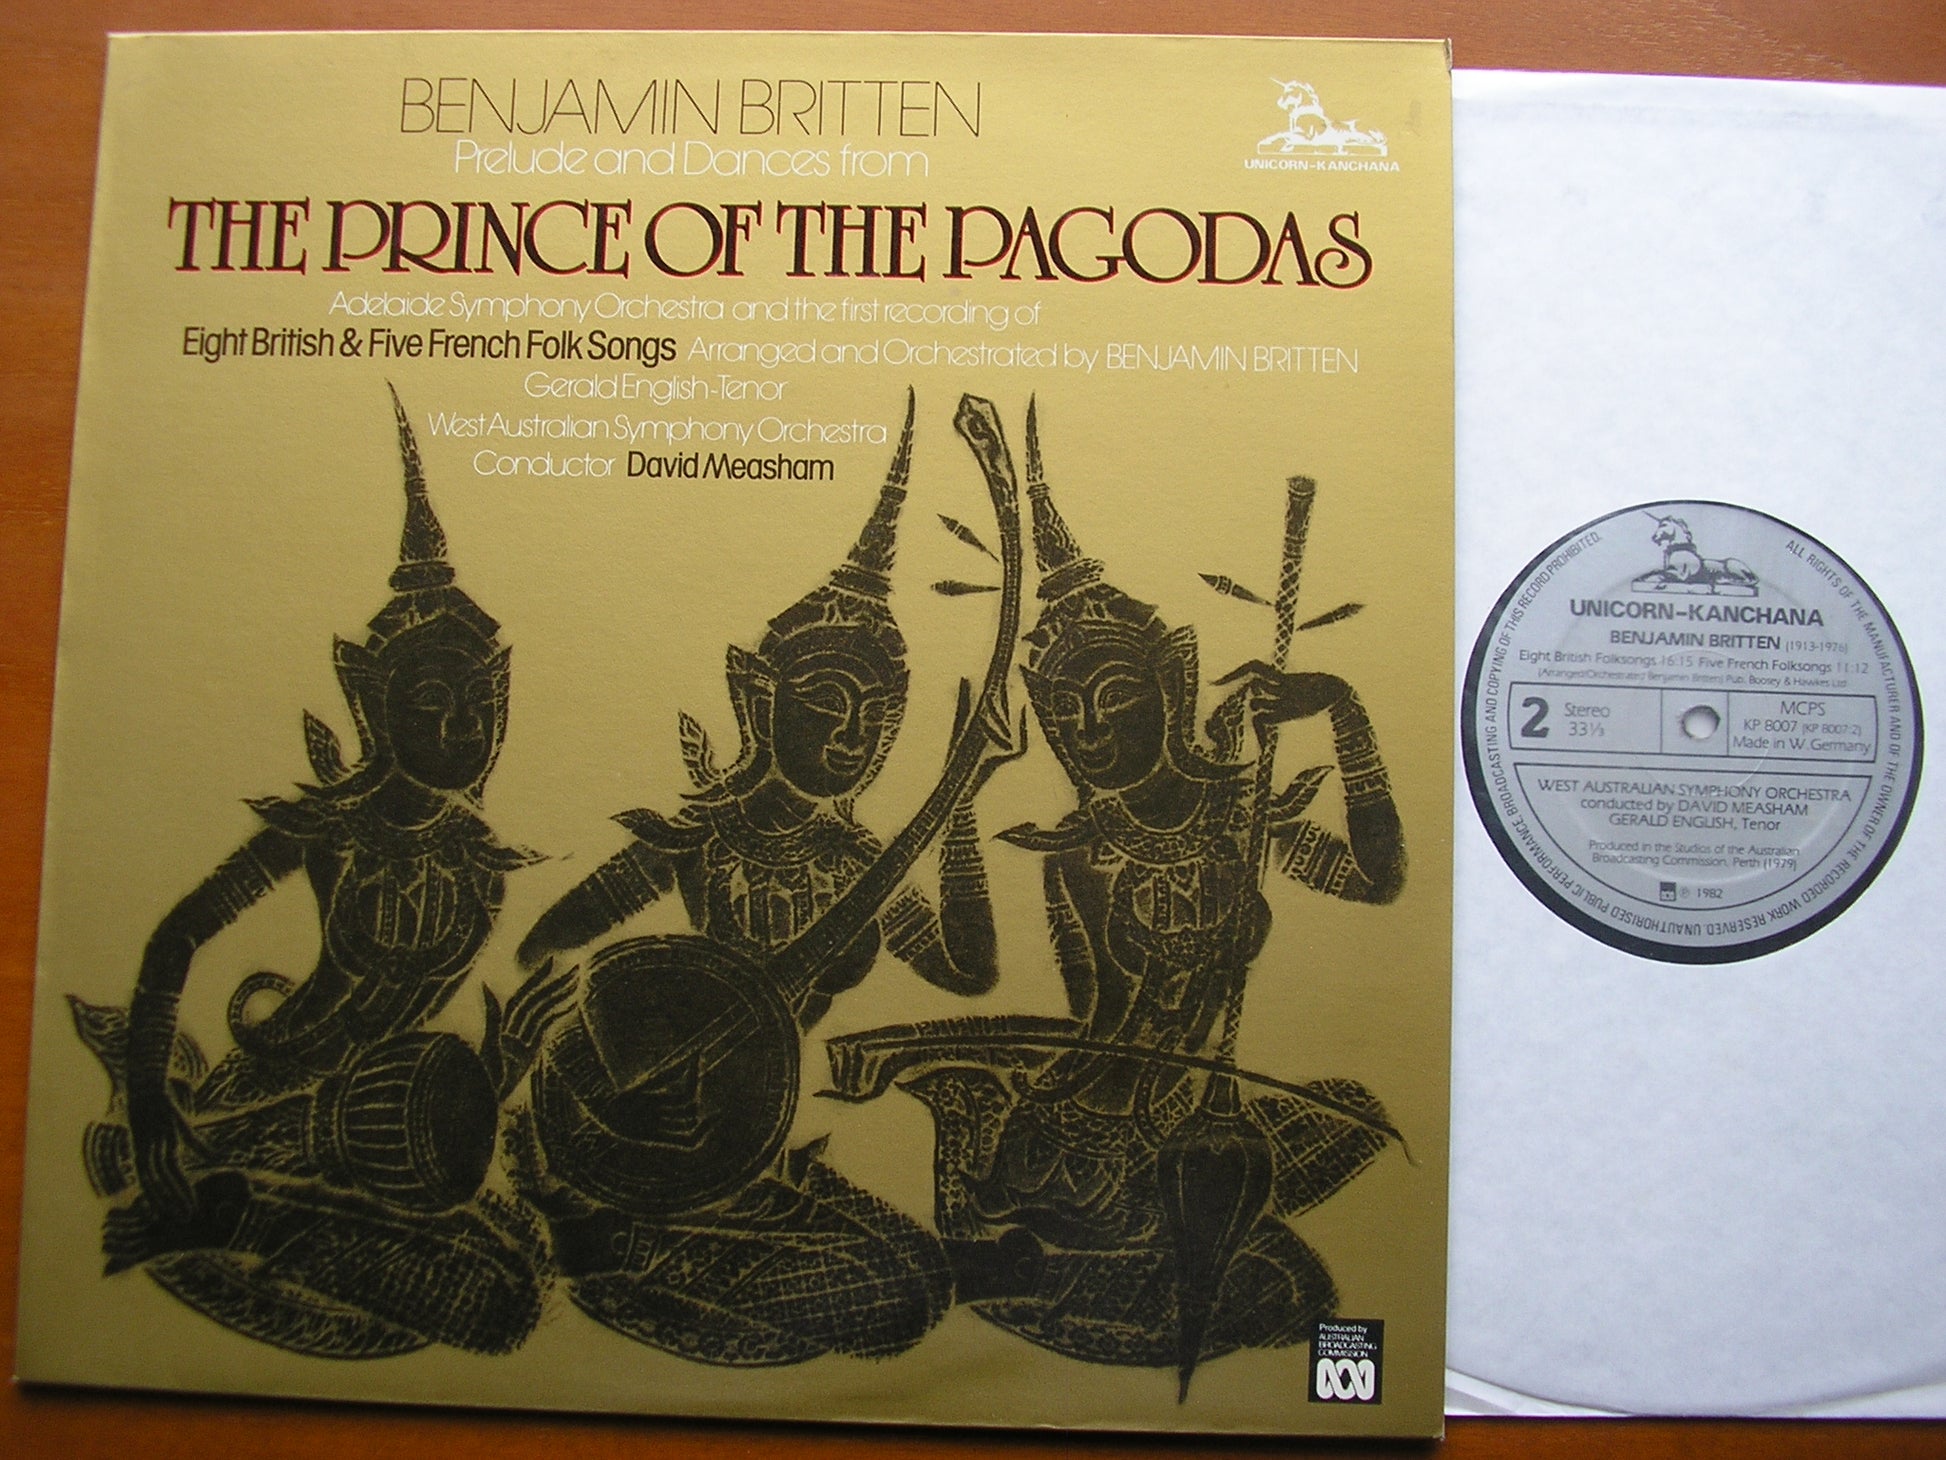 BENJAMIN BRITTEN
Prelude and Dances from
UNICORN-KANCHANA
THE PRINCE OF THE PAGODAS
Adelaide Symphony Orchestra and the first recording of
Eight British & Five French Folk Songs Arranged and Orchestrated by BENJAMIN BRITTEN
Gerald English-Tenor
West Australian Symphony Orchestra
Conductor David Measham
Produced by
AUSTRALIAN
BROADCASTING
COMMISSION
ALL RIGHTS OF THE MANUFACTURER AND OF THE OWNER OF THE RECORDED WORK RESERVED. UNAUTHORISED PUBLIC PERFORMANCE, BROADCASTING AND COPYING OF THIS RECORD PROHIBITED.
UNICORN-KANCHANA
BENJAMIN BRITTEN (1913-1976)
Eight British Folksongs 16:15 Five French Folksongs 11:12
(Arranged/Orchestrated Benjamin Britten) Pub. Boosey & Hawkes Ltd
2 Stereo
33⅓
MCPS
KP 8007 (KP 8007:2)
Made in W. Germany
WEST AUSTRALIAN SYMPHONY ORCHESTRA
conducted by DAVID MEASHAM
GERALD ENGLISH, Tenor
Produced in the Studios of the Australian
Broadcasting Commission, Perth (1979)
℗ 1982